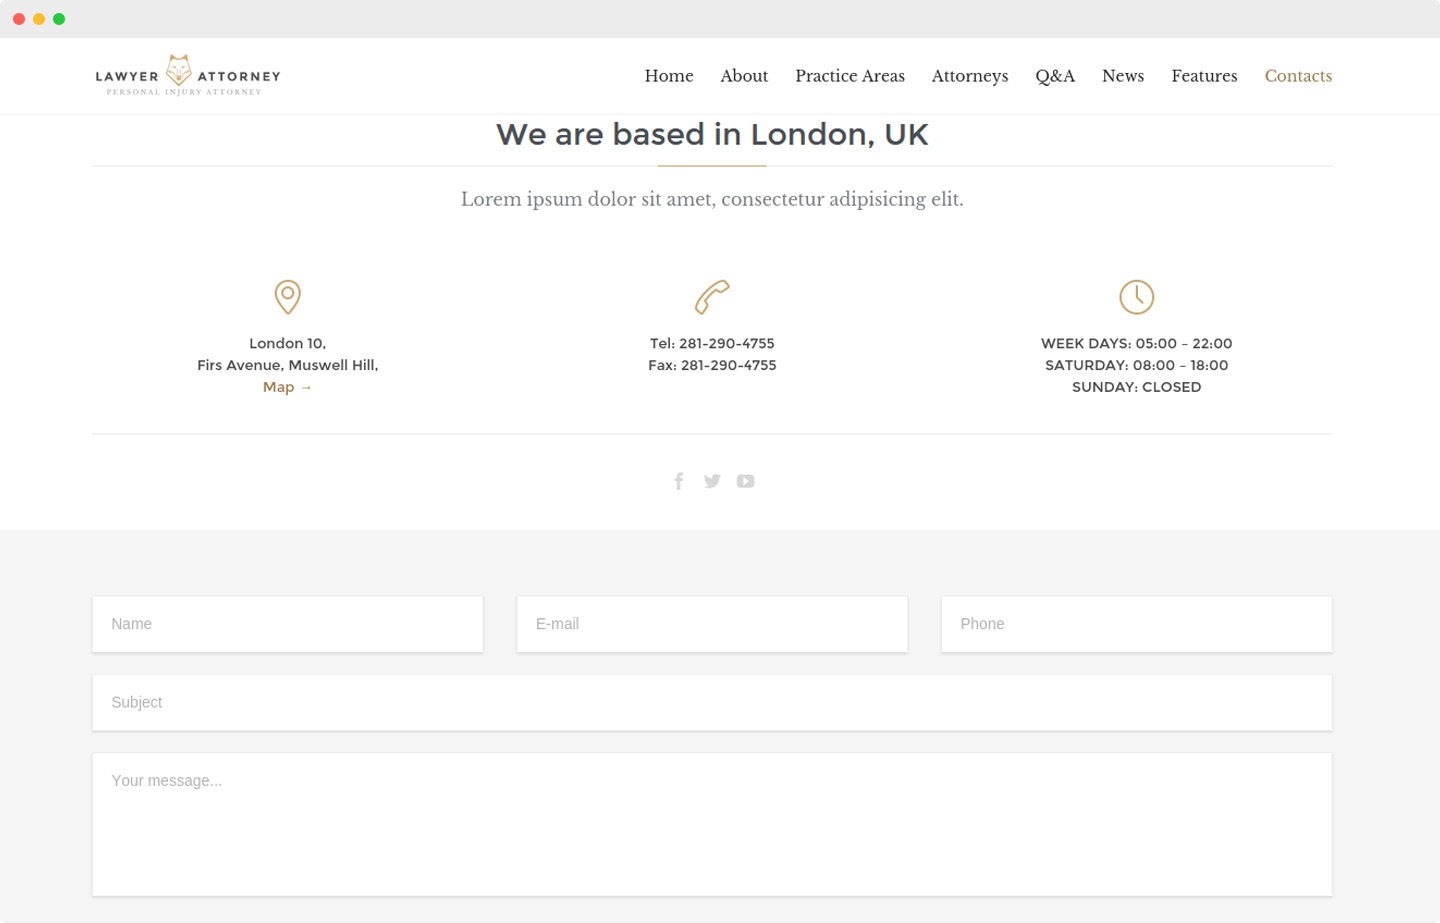 LAWYER ATTORNEY
PERSONAL INJURY ATTORNEY
Home About Practice Areas Attorneys Q&A News Features Contacts
We are based in London, UK
Lorem ipsum dolor sit amet, consectetur adipisicing elit.
London 10,
Firs Avenue, Muswell Hill,
Map →
Tel: 281-290-4755
Fax: 281-290-4755
WEEK DAYS: 05:00 – 22:00
SATURDAY: 08:00 – 18:00
SUNDAY: CLOSED
Name
E-mail
Phone
Subject
Your message...